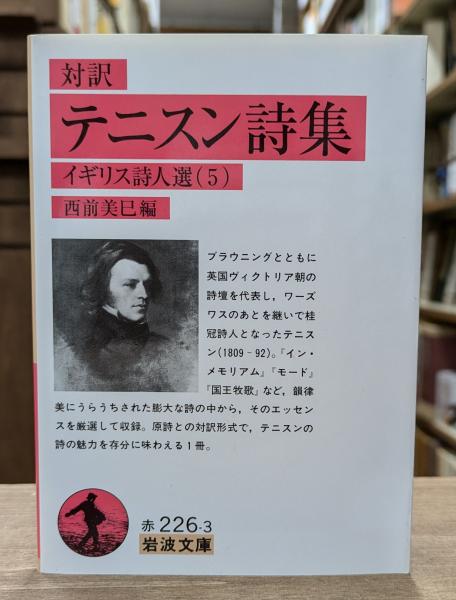 対訳
テニスン詩集
イギリス詩人選(5)
西前美巳編
ブラウニングとともに
英国ヴィクトリア朝の
詩壇を代表し，ワーズ
ワスのあとを継いで桂
冠詩人となったテニス
ン(1809‐92)。『イン・
メモリアム』『モード』
『国王牧歌』など，韻律
美にうらうちされた膨大な詩の中から，そのエッセン
スを厳選して収録。原詩との対訳形式で，テニスンの
詩の魅力を存分に味わえる1冊。
赤 226-3
岩波文庫